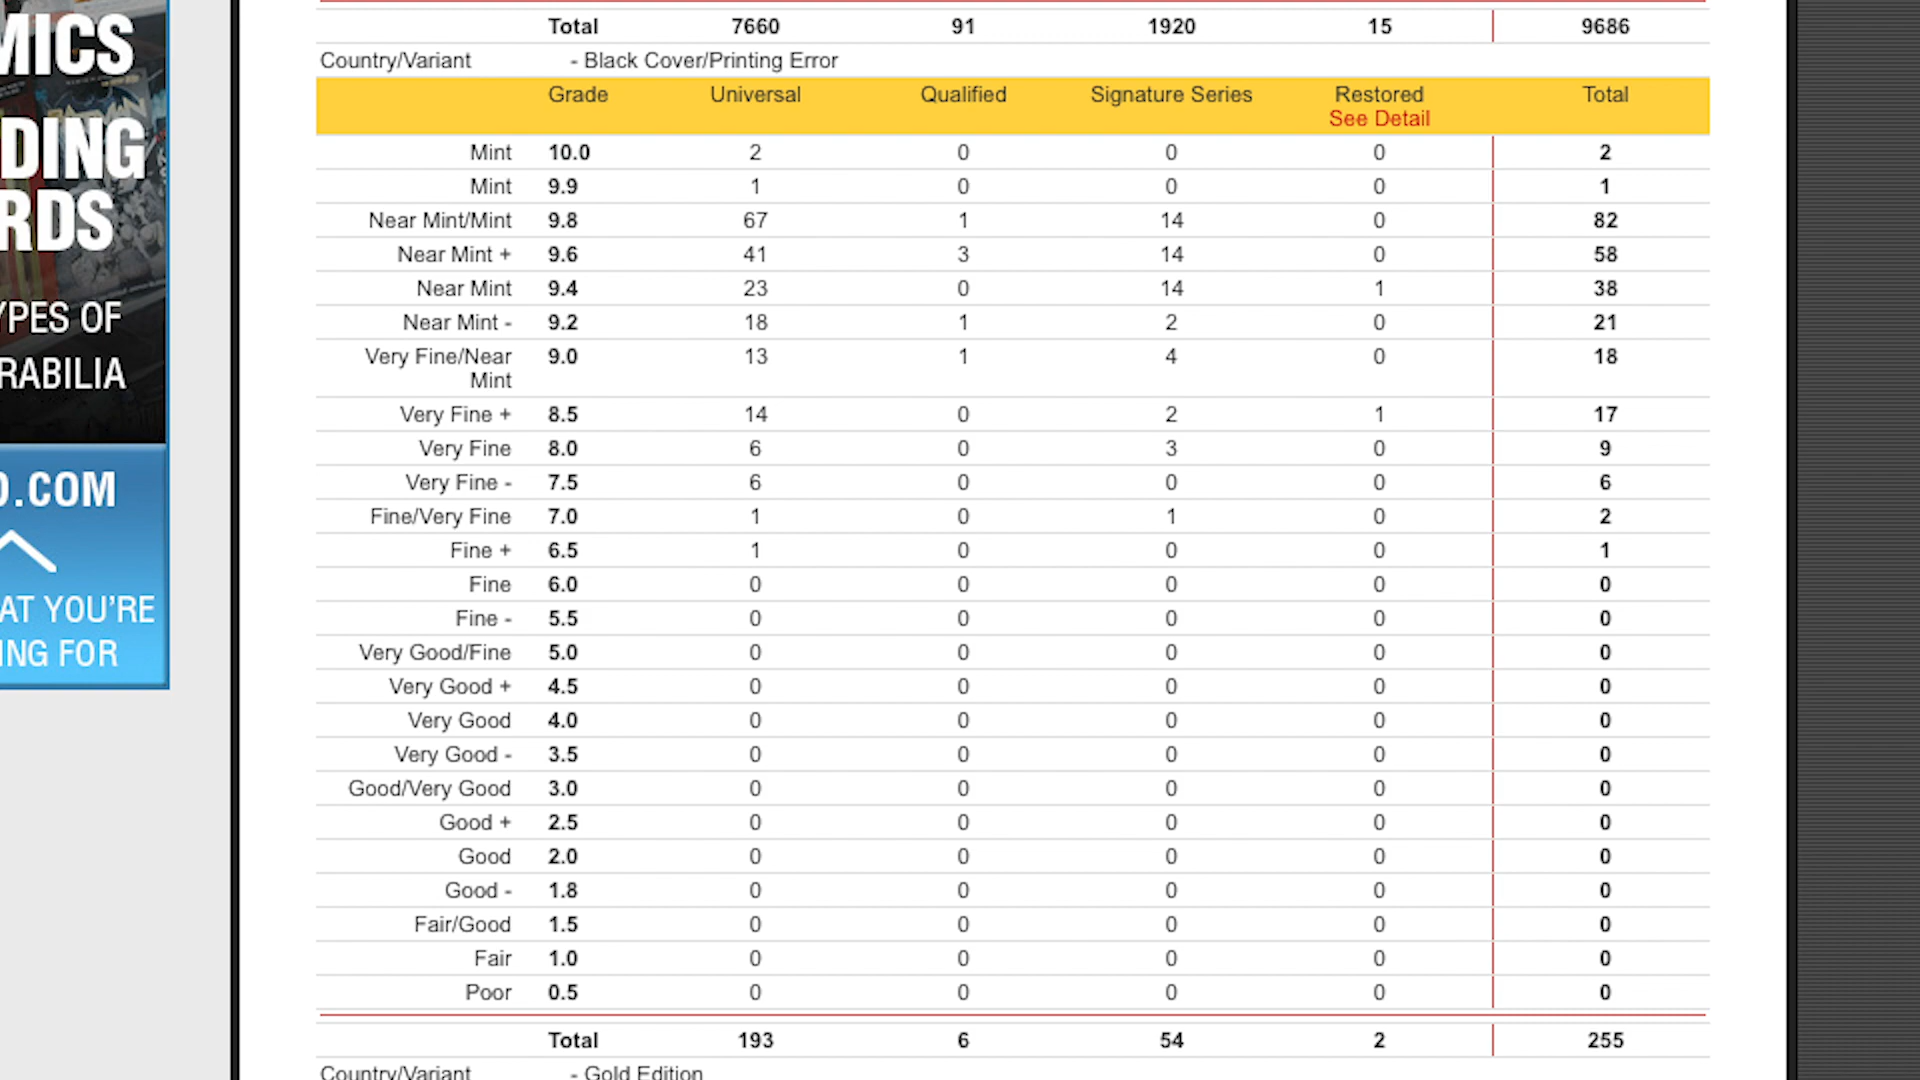 MICS
DING
RDS
YPES OF
RABILIA
.COM
AT YOU'RE
ING FOR
Total 7660 91 1920 15 9686
Country/Variant - Black Cover/Printing Error
Grade Universal Qualified Signature Series Restored Total
See Detail
Mint 10.0 2 0 0 0 2
Mint 9.9 1 0 0 0 1
Near Mint/Mint 9.8 67 1 14 0 82
Near Mint + 9.6 41 3 14 0 58
Near Mint 9.4 23 0 14 1 38
Near Mint - 9.2 18 1 2 0 21
Very Fine/Near 9.0 13 1 4 0 18
Mint
Very Fine + 8.5 14 0 2 1 17
Very Fine 8.0 6 0 3 0 9
Very Fine - 7.5 6 0 0 0 6
Fine/Very Fine 7.0 1 0 1 0 2
Fine + 6.5 1 0 0 0 1
Fine 6.0 0 0 0 0 0
Fine - 5.5 0 0 0 0 0
Very Good/Fine 5.0 0 0 0 0 0
Very Good + 4.5 0 0 0 0 0
Very Good 4.0 0 0 0 0 0
Very Good - 3.5 0 0 0 0 0
Good/Very Good 3.0 0 0 0 0 0
Good + 2.5 0 0 0 0 0
Good 2.0 0 0 0 0 0
Good - 1.8 0 0 0 0 0
Fair/Good 1.5 0 0 0 0 0
Fair 1.0 0 0 0 0 0
Poor 0.5 0 0 0 0 0
Total 193 6 54 2 255
Country/Variant - Gold Edition